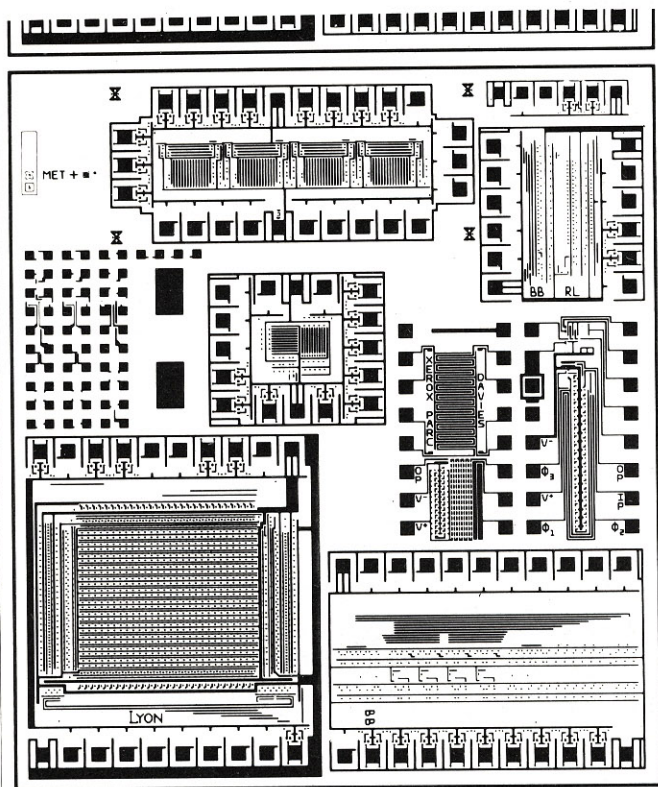 MET +
BB RL
XEROX PARC
DAVIES
V-
Φ3
V+
Φ1
OP
IP
Φ2
OP
V-
V+
LYON
BB